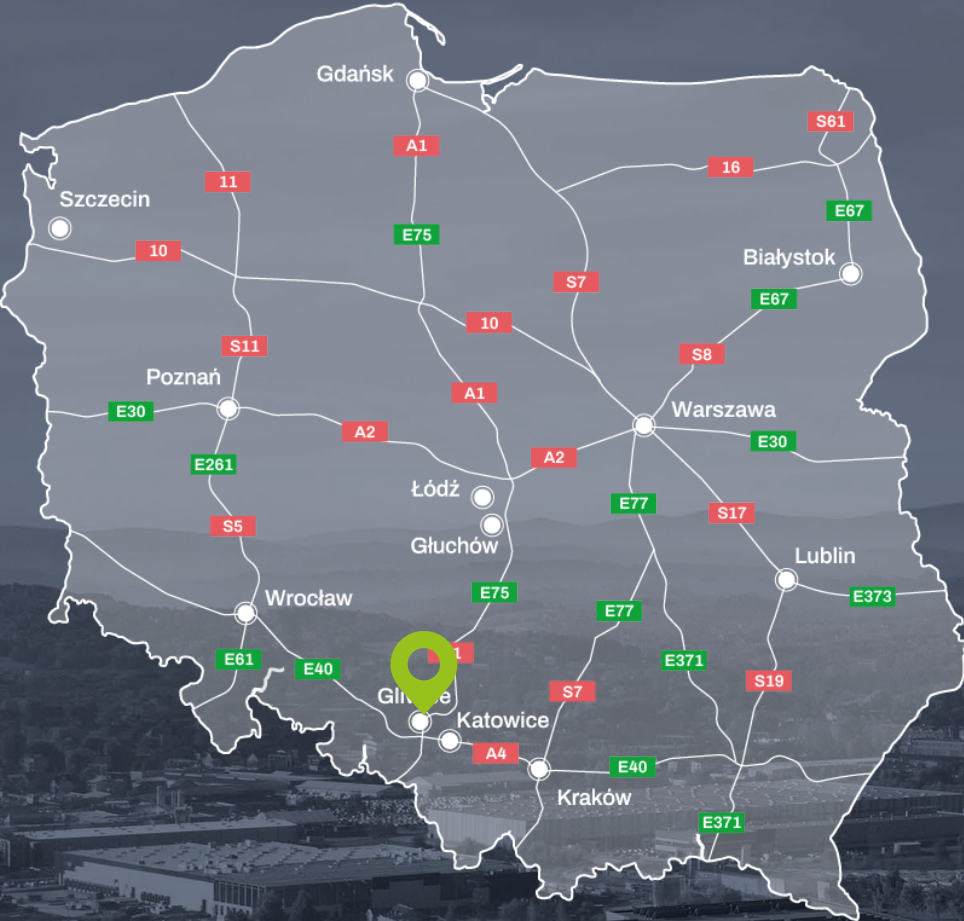 Gdańsk
S61
A1
16
11
Szczecin
E67
E75
10
Białystok
S7
E67
10
S11
S8
Poznań
A1
E30
Warszawa
A2
E30
A2
E261
Łódź
E77
S17
S5
Głuchów
Lublin
E75
E373
Wrocław
E77
E61
E371
E40
S19
S7
Gliwice
Katowice
A4
E40
Kraków
E371